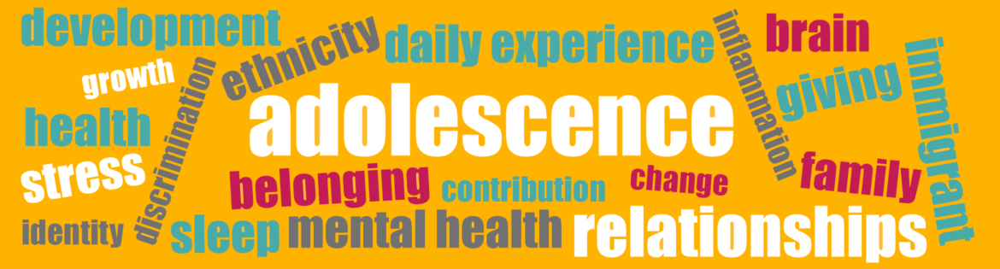 development
growth
health
stress
identity
discrimination
ethnicity
daily experience
adolescence
belonging
contribution
change
sleep
mental health
relationships
inflammation
brain
giving
family
immigrant